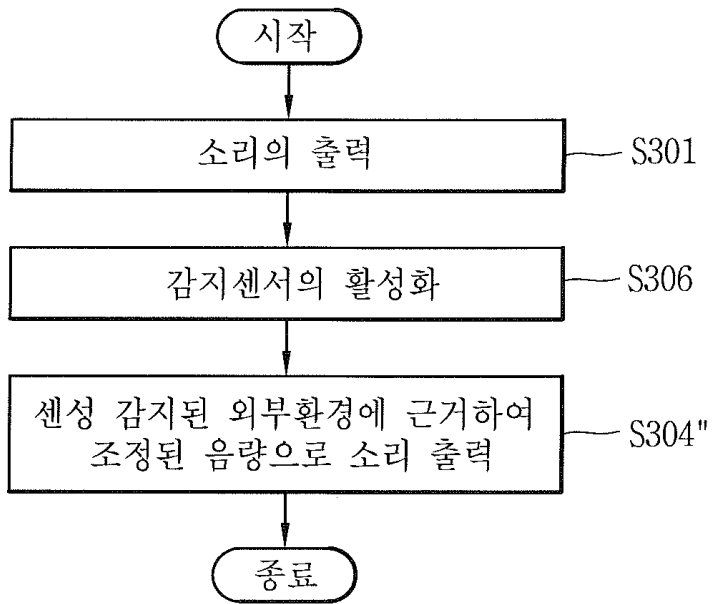 시작
소리의 출력
S301
감지센서의 활성화
S306
센성 감지된 외부환경에 근거하여
조정된 음량으로 소리 출력
S304"
종료